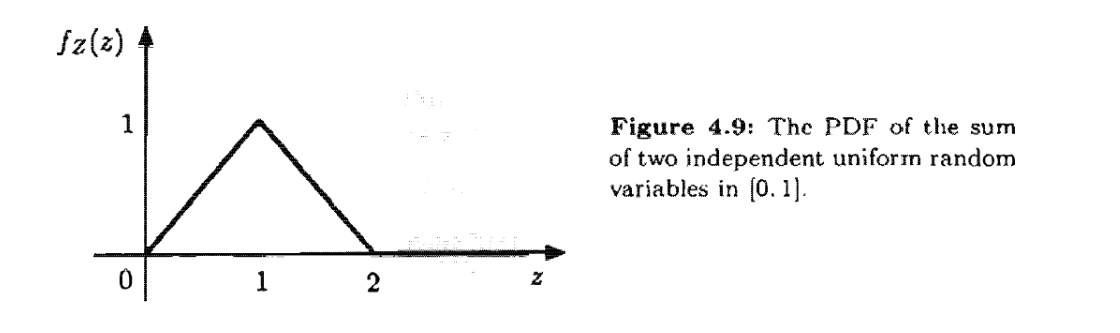 f_Z(z)
1
0
1
2
z
Figure 4.9: The PDF of the sum
of two independent uniform random
variables in [0. 1].